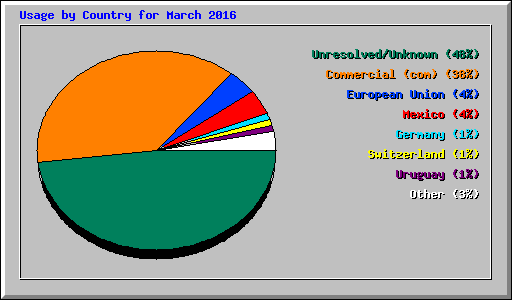 Usage by Country for March 2016
Unresolved/Unknown (48%)
Commercial (com) (38%)
European Union (4%)
Mexico (4%)
Germany (1%)
Switzerland (1%)
Uruguay (1%)
Other (3%)